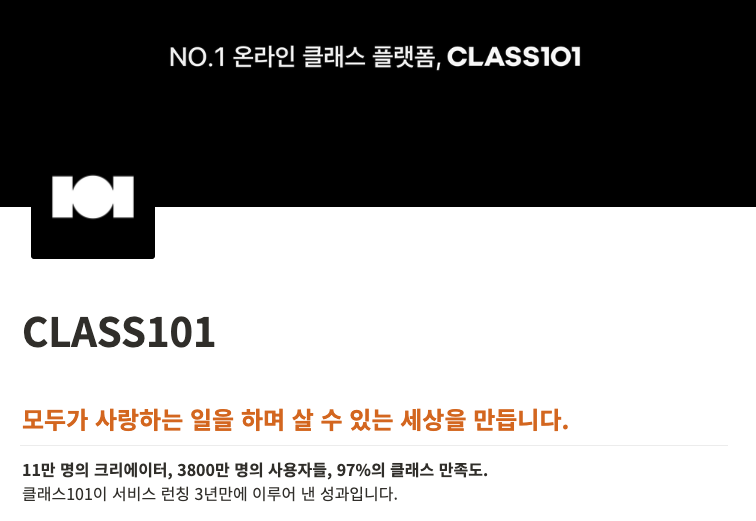 NO.1 온라인 클래스 플랫폼, CLASS101
101
CLASS101
모두가 사랑하는 일을 하며 살 수 있는 세상을 만듭니다.
11만 명의 크리에이터, 3800만 명의 사용자들, 97%의 클래스 만족도.
클래스101이 서비스 런칭 3년만에 이루어 낸 성과입니다.